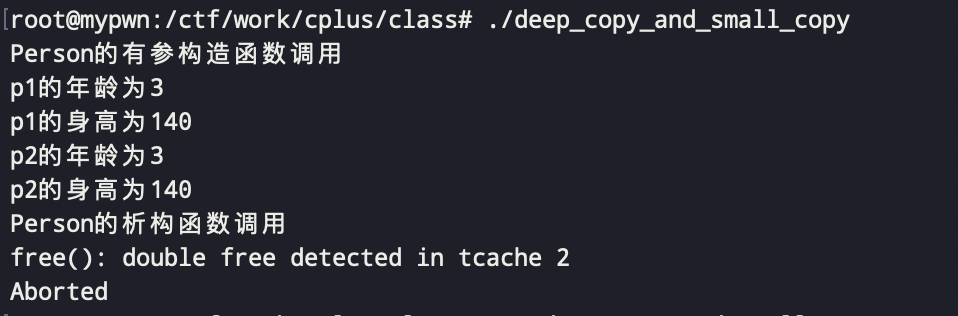 [root@mypwn:/ctf/work/cplus/class# ./deep_copy_and_small_copy
Person的有参构造函数调用
p1的年龄为3
p1的身高为140
p2的年龄为3
p2的身高为140
Person的析构函数调用
free(): double free detected in tcache 2
Aborted